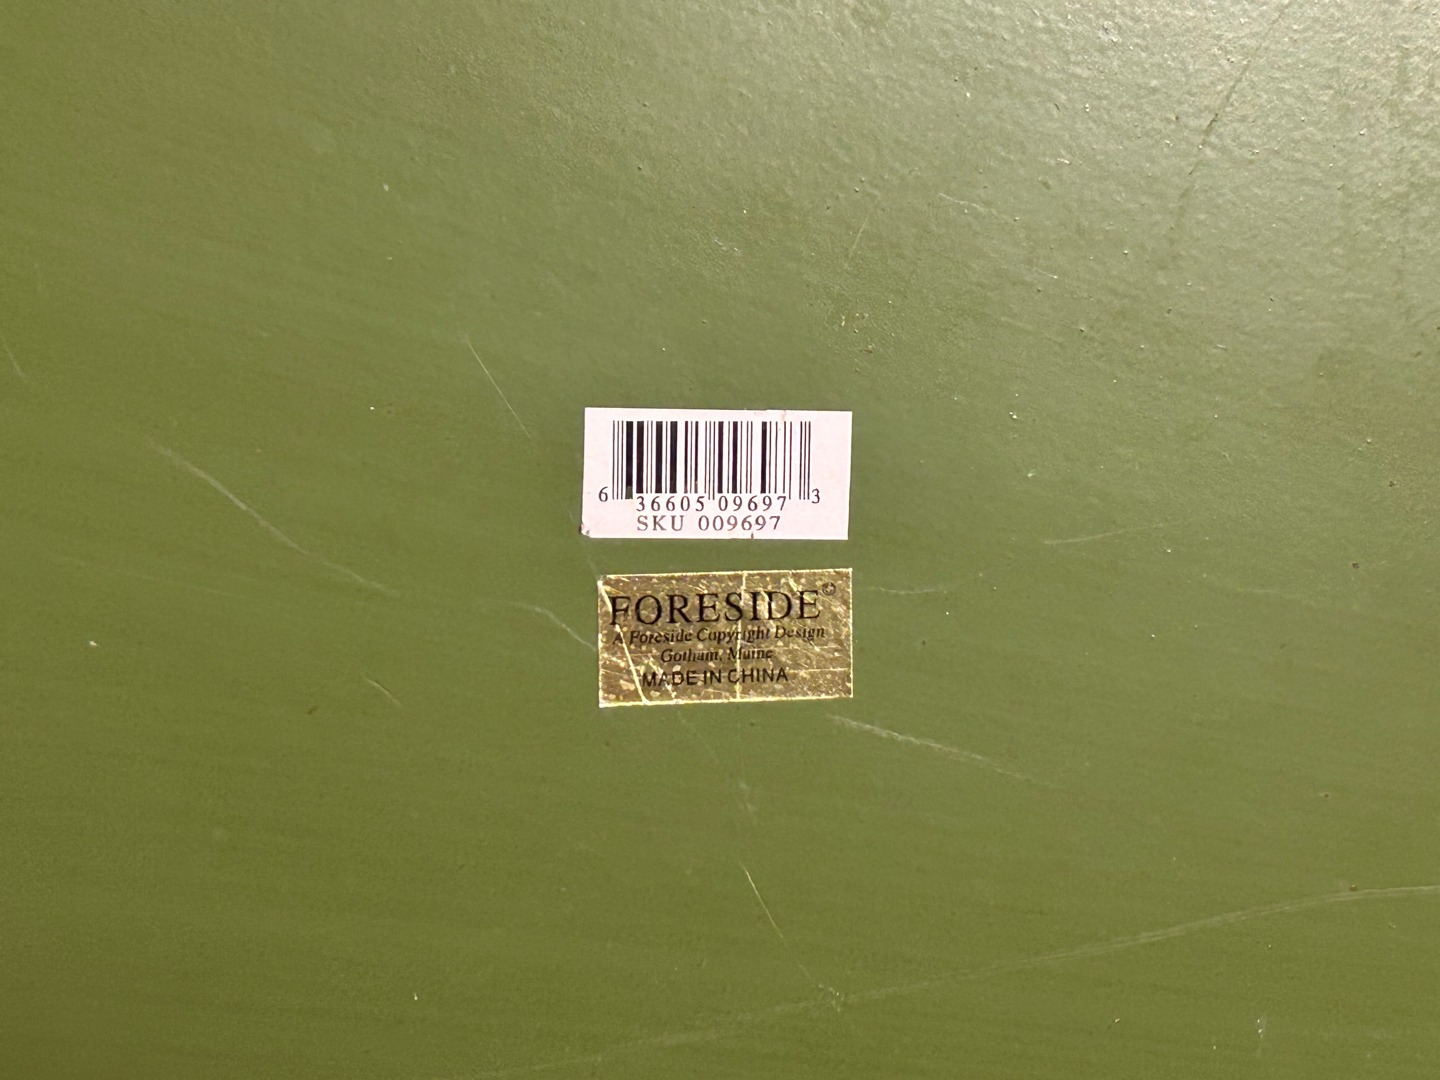 6 36605 09697 3
SKU 009697
FORESIDE©
A Foreside Copyright Design
Gotham, Maine
MADE IN CHINA